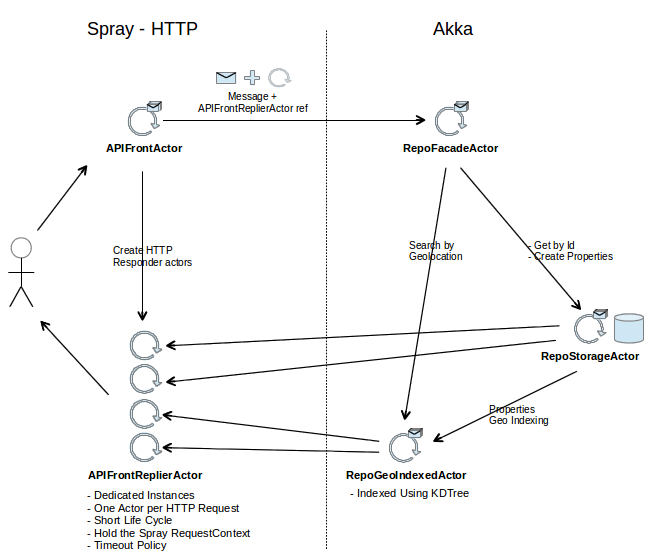 Spray - HTTP
Akka
Message +
APIFrontReplierActor ref
APIFrontActor
RepoFacadeActor
Create HTTP
Responder actors
Search by
Geolocation
- Get by Id
- Create Properties
RepoStorageActor
Properties
Geo Indexing
APIFrontReplierActor
- Dedicated Instances
- One Actor per HTTP Request
- Short Life Cycle
- Hold the Spray RequestContext
- Timeout Policy
RepoGeoIndexedActor
- Indexed Using KDTree